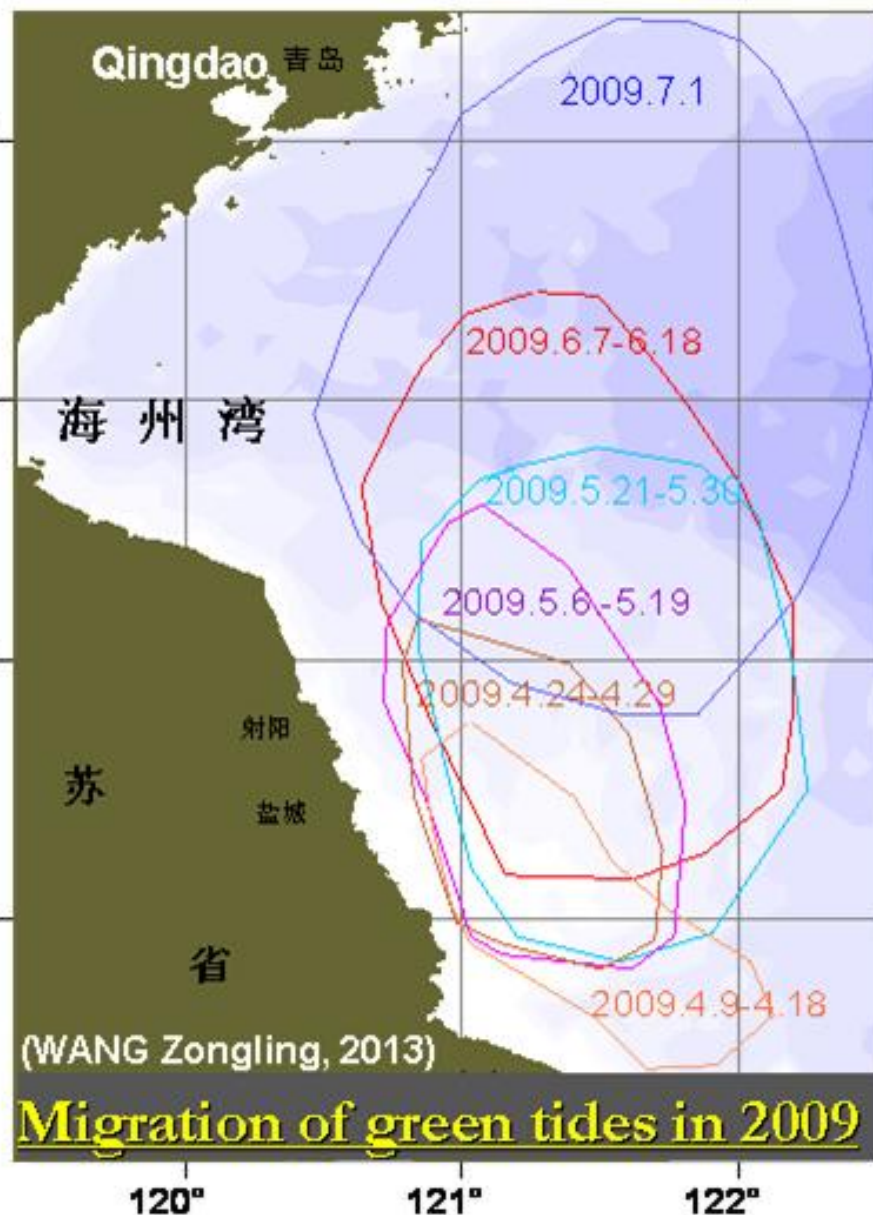 Qingdao 青岛
2009.7.1
2009.6.7-6.18
海州湾
2009.5.21-5.30
2009.5.6-5.19
2009.4.24-4.29
射阳
苏
盐城
省
2009.4.9-4.18
(WANG Zongling, 2013)
Migration of green tides in 2009
120° 121° 122°